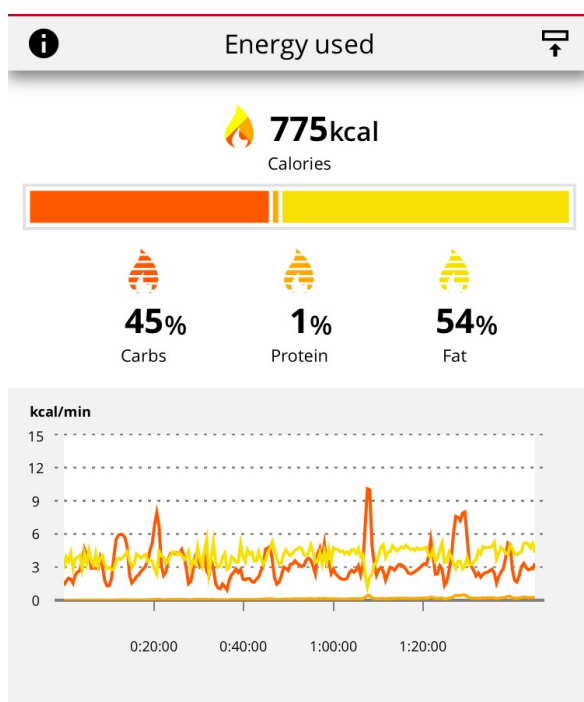 Energy used
775kcal
Calories
45% 1% 54%
Carbs Protein Fat
kcal/min
15
12
9
6
3
0
0:20:00 0:40:00 1:00:00 1:20:00